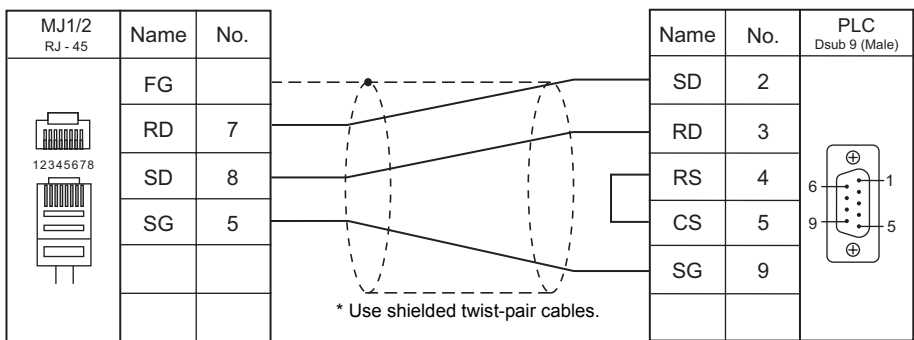 MJ1/2 Name No.
RJ - 45
FG
RD 7
SD 8
SG 5
12345678
* Use shielded twist-pair cables.
Name No. PLC
Dsub 9 (Male)
SD 2
RD 3
RS 4
CS 5
SG 9
6 1
9 5